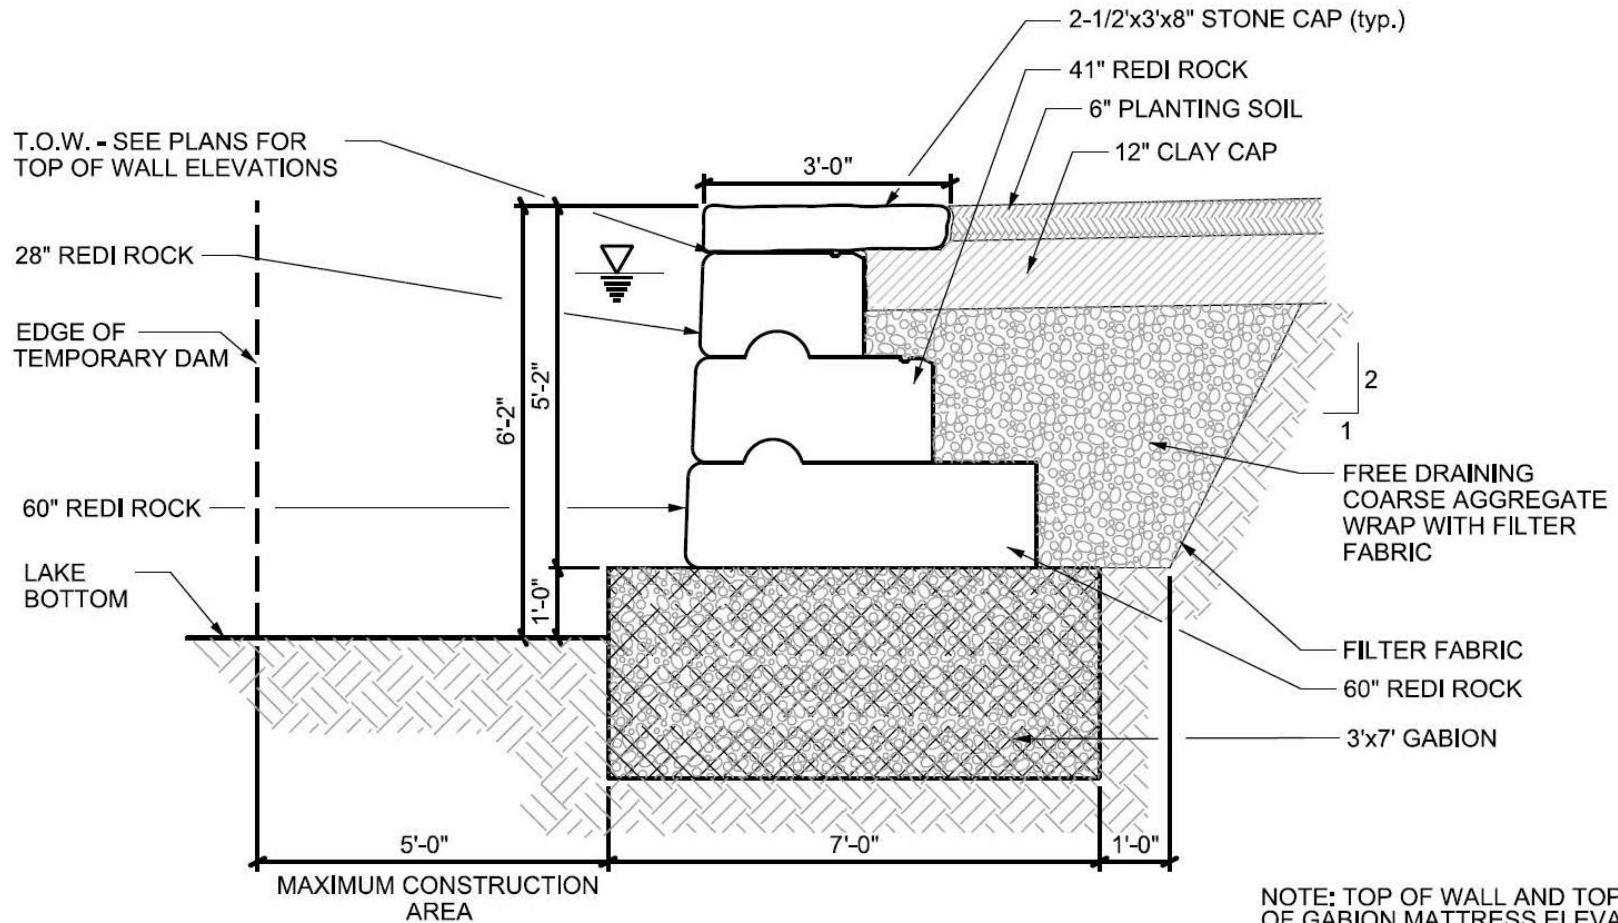 2-1/2'x3'x8" STONE CAP (typ.)
41" REDI ROCK
6" PLANTING SOIL
12" CLAY CAP
T.O.W. - SEE PLANS FOR
TOP OF WALL ELEVATIONS
3'-0"
28" REDI ROCK
EDGE OF
TEMPORARY DAM
6'-2"
5'-2"
2
1
FREE DRAINING
COARSE AGGREGATE
WRAP WITH FILTER
FABRIC
60" REDI ROCK
LAKE
BOTTOM
1'-0"
FILTER FABRIC
60" REDI ROCK
3'x7' GABION
5'-0"
7'-0"
1'-0"
MAXIMUM CONSTRUCTION
AREA
NOTE: TOP OF WALL AND TOP
OF GABION MATTRESS ELEVA